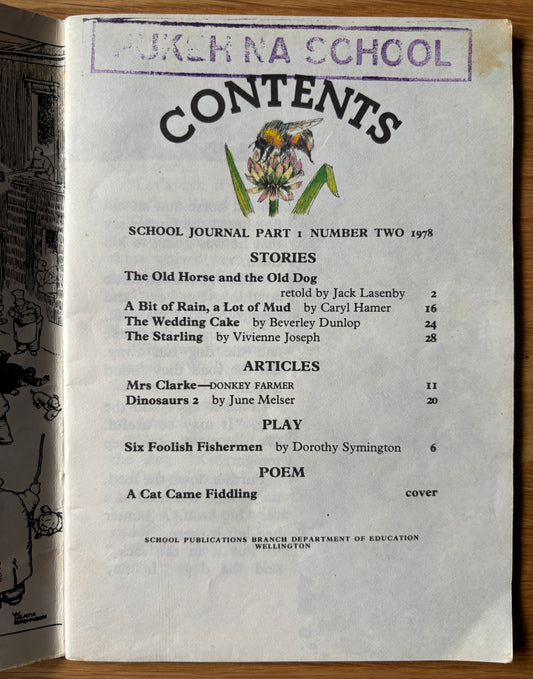 NA SCHOOL
CONTENTS
SCHOOL JOURNAL PART 1 NUMBER TWO 1978
STORIES
The Old Horse and the Old Dog
retold by Jack Lasenby 2
A Bit of Rain, a Lot of Mud by Caryl Hamer 16
The Wedding Cake by Beverley Dunlop 24
The Starling by Vivienne Joseph 28
ARTICLES
Mrs Clarke—DONKEY FARMER 11
Dinosaurs 2 by June Melser 20
PLAY
Six Foolish Fishermen by Dorothy Symington 6
POEM
A Cat Came Fiddling cover
SCHOOL PUBLICATIONS BRANCH DEPARTMENT OF EDUCATION
WELLINGTON
W.
HEATH
ROBINSON